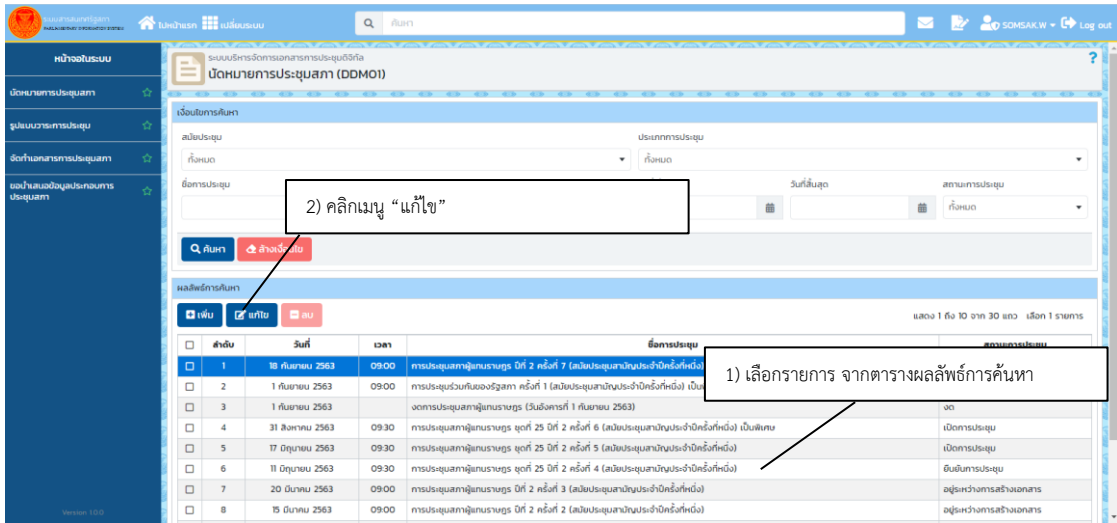 ระบบสารสนเทศรัฐสภา
PARLIAMENTARY INFORMATION SYSTEM
ไปหน้าแรก
เปลี่ยนระบบ
ค้นหา
SOMSAK.W
Log out
หน้าจอในระบบ
นัดหมายการประชุมสภา
รูปแบบวาระการประชุม
จัดทำเอกสารการประชุมสภา
ขอนำเสนอข้อมูลประกอบการ
ประชุมสภา
Version 1.0.0
ระบบบริหารจัดการเอกสารการประชุมดิจิทัล
นัดหมายการประชุมสภา (DDM01)
?
เงื่อนไขการค้นหา
สมัยประชุม
ประเภทการประชุม
ทั้งหมด
ทั้งหมด
ชื่อการประชุม
วันที่สิ้นสุด
สถานะการประชุม
ทั้งหมด
2) คลิกเมนู “แก้ไข”
ค้นหา
ล้างเงื่อนไข
ผลลัพธ์การค้นหา
เพิ่ม
แก้ไข
ลบ
แสดง 1 ถึง 10 จาก 30 แถว เลือก 1 รายการ
ลำดับ วันที่ เวลา ชื่อการประชุม สถานะการประชุม
1) เลือกรายการ จากตารางผลลัพธ์การค้นหา
1 18 กันยายน 2563 09:00 การประชุมสภาผู้แทนราษฎร ปีที่ 2 ครั้งที่ 7 (สมัยประชุมสามัญประจำปีครั้งที่หนึ่ง)
2 1 กันยายน 2563 09:00 การประชุมร่วมกันของรัฐสภา ครั้งที่ 1 (สมัยประชุมสามัญประจำปีครั้งที่หนึ่ง)
3 1 กันยายน 2563 งดการประชุมสภาผู้แทนราษฎร (วันอังคารที่ 1 กันยายน 2563) งด
4 31 สิงหาคม 2563 09:30 การประชุมสภาผู้แทนราษฎร ชุดที่ 25 ปีที่ 2 ครั้งที่ 6 (สมัยประชุมสามัญประจำปีครั้งที่หนึ่ง) เป็นพิเศษ เปิดการประชุม
5 17 มิถุนายน 2563 09:30 การประชุมสภาผู้แทนราษฎร ชุดที่ 25 ปีที่ 2 ครั้งที่ 5 (สมัยประชุมสามัญประจำปีครั้งที่หนึ่ง) เปิดการประชุม
6 11 มิถุนายน 2563 09:30 การประชุมสภาผู้แทนราษฎร ชุดที่ 25 ปีที่ 2 ครั้งที่ 4 (สมัยประชุมสามัญประจำปีครั้งที่หนึ่ง) ยืนยันการประชุม
7 20 มีนาคม 2563 09:00 การประชุมสภาผู้แทนราษฎร ปีที่ 2 ครั้งที่ 3 (สมัยประชุมสามัญประจำปีครั้งที่หนึ่ง) อยู่ระหว่างการสร้างเอกสาร
8 15 มีนาคม 2563 09:00 การประชุมสภาผู้แทนราษฎร ปีที่ 2 ครั้งที่ 2 (สมัยประชุมสามัญประจำปีครั้งที่หนึ่ง) อยู่ระหว่างการสร้างเอกสาร